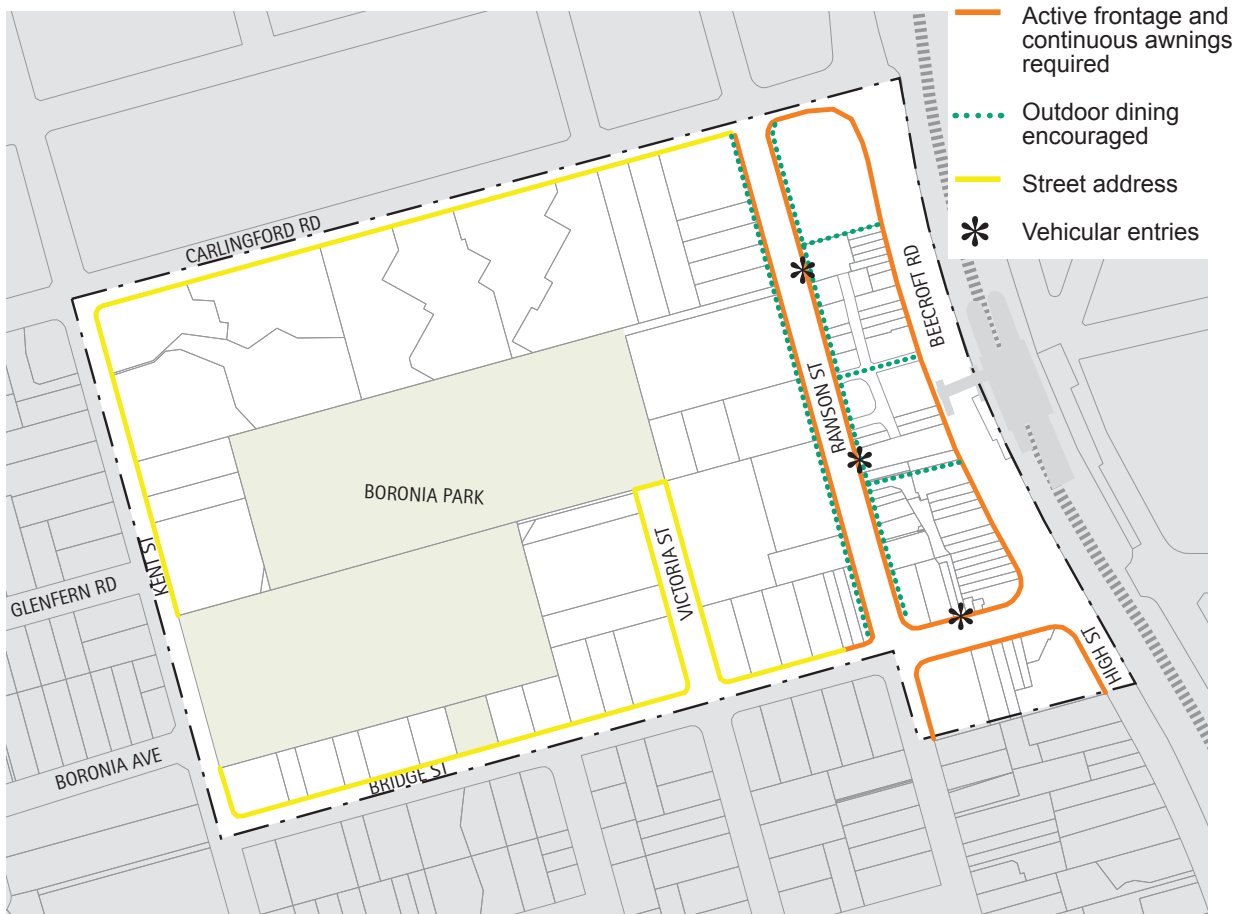 Active frontage and
continuous awnings
required
Outdoor dining
encouraged
Street address
Vehicular entries
CARLINGFORD RD
BEECROFT RD
RAWSON ST
BORONIA PARK
KENT ST
VICTORIA ST
GLENFERN RD
HIGH ST
BORONIA AVE
BRIDGE ST